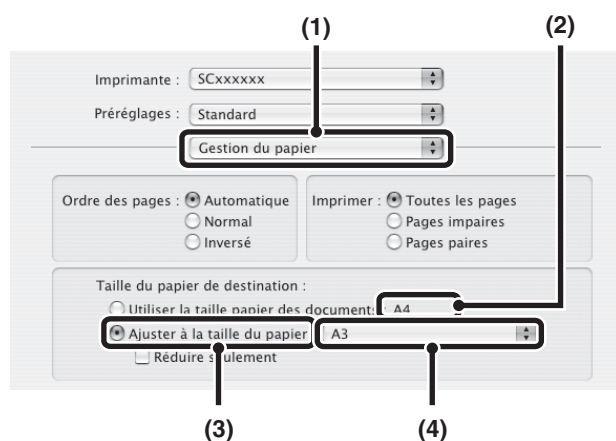 (1) (2)
Imprimante : SCxxxxxx
Préréglages : Standard
Gestion du papier
Ordre des pages : Automatique
Normal
Inversé
Imprimer : Toutes les pages
Pages impaires
Pages paires
Taille du papier de destination :
Utiliser la taille papier des documents : A4
Ajuster à la taille du papier A3
Réduire seulement
(3) (4)